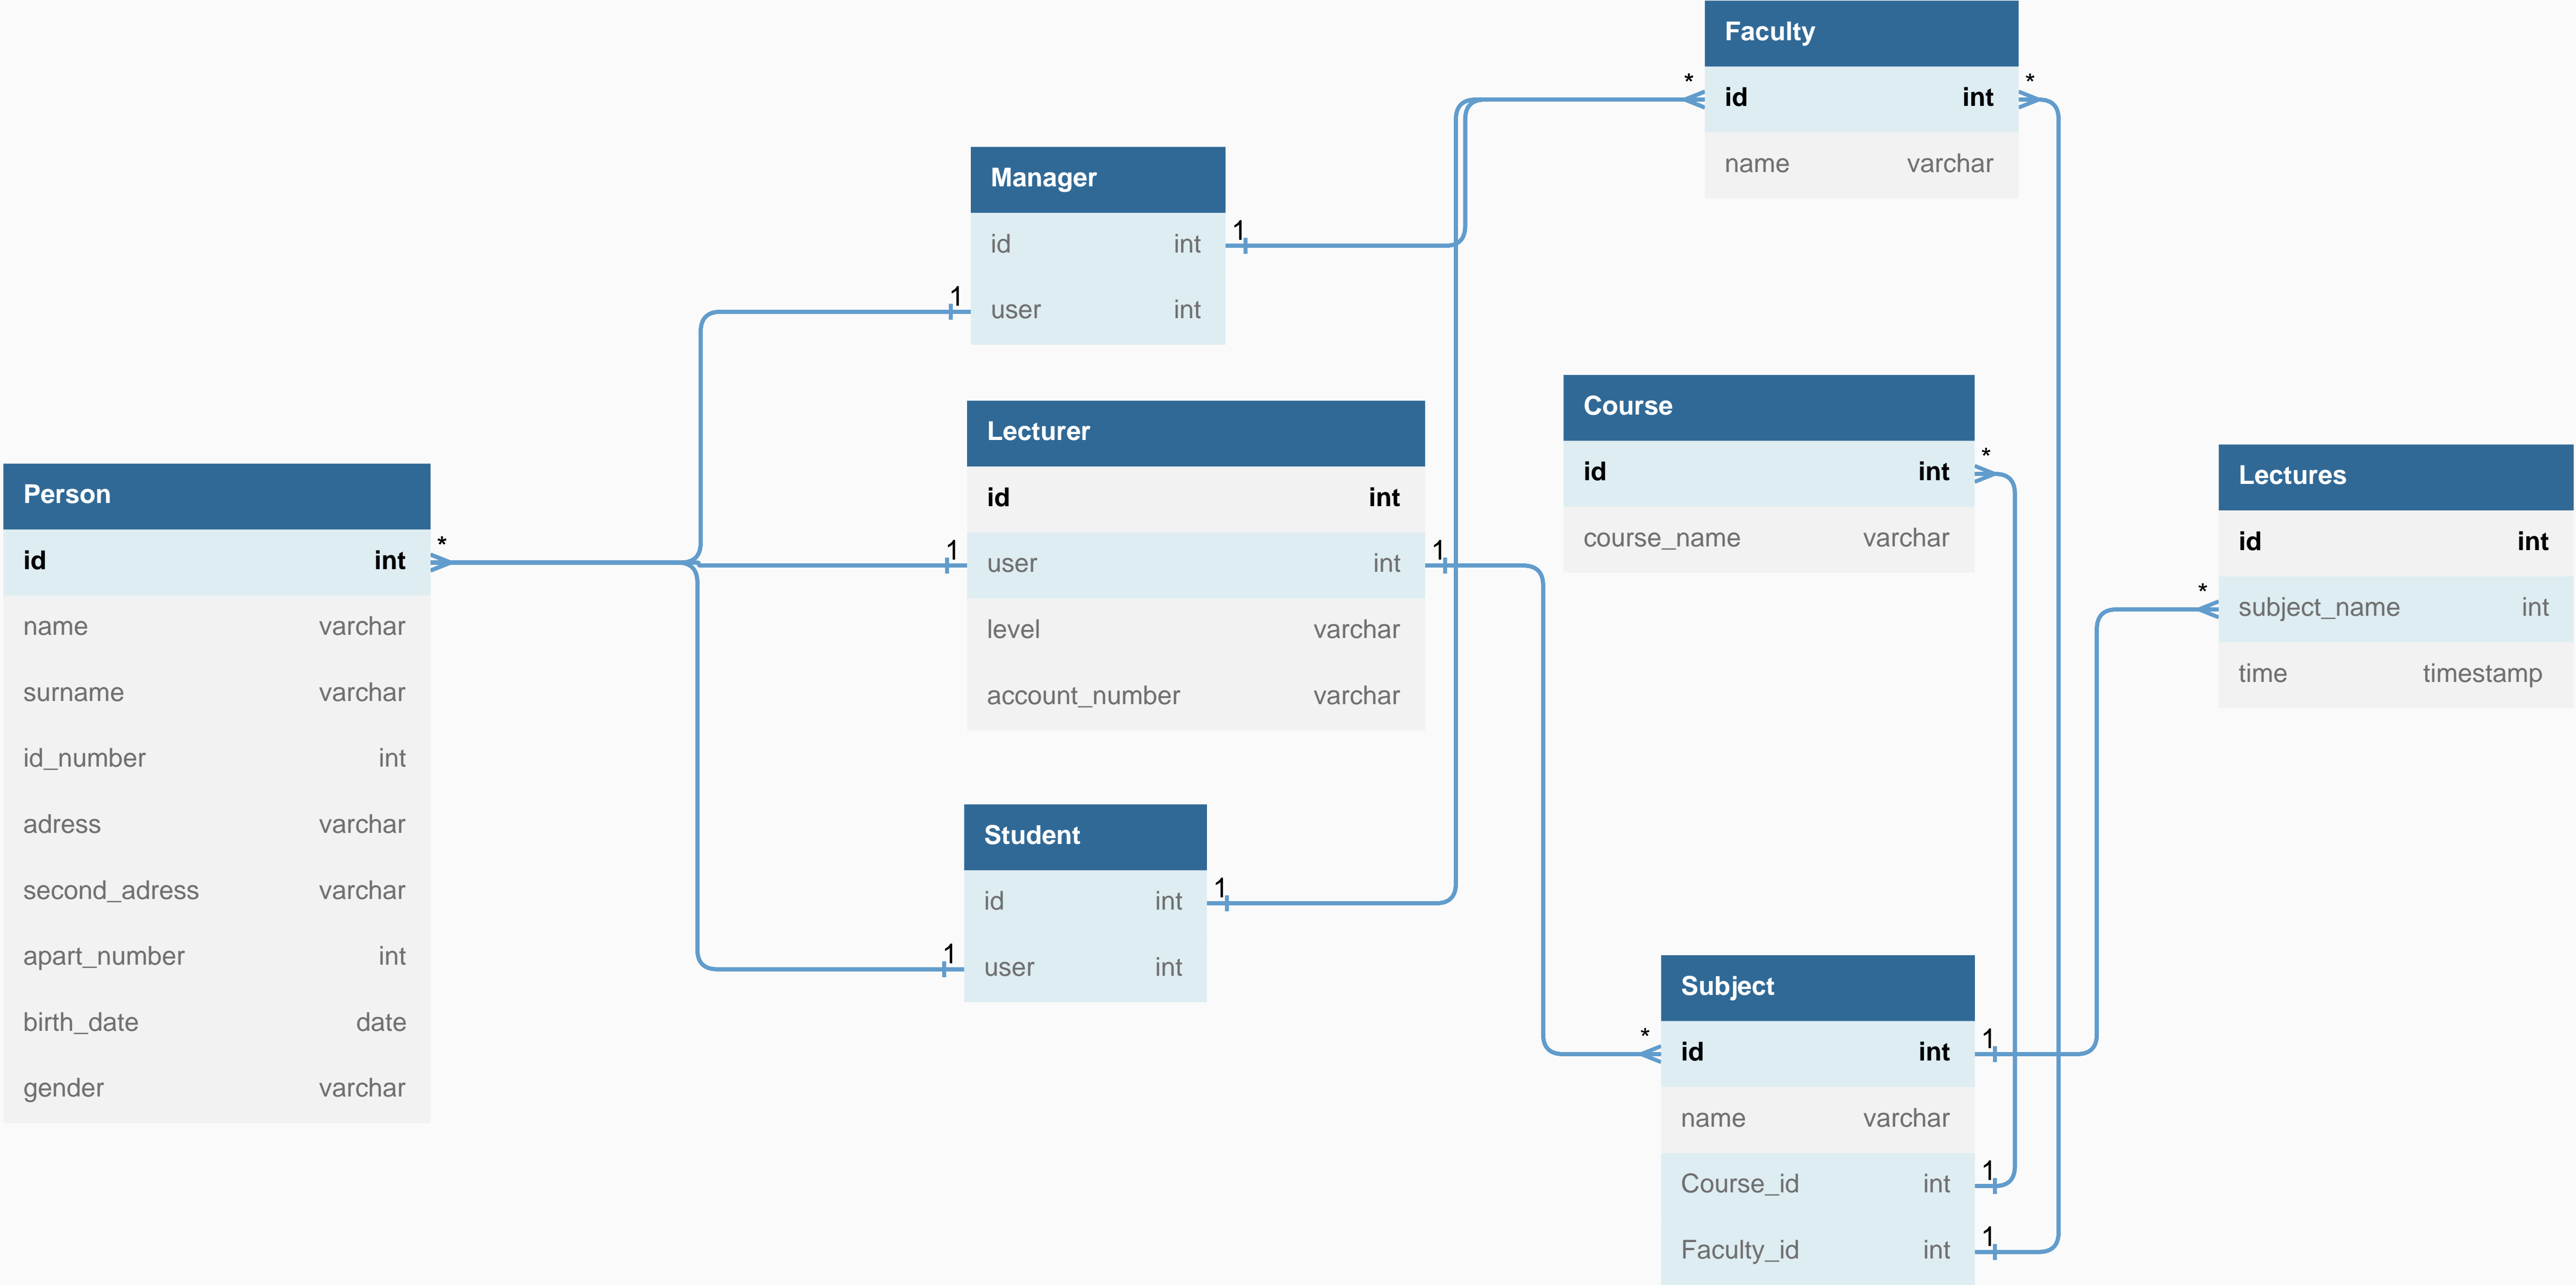 Person
id int
name varchar
surname varchar
id_number int
adress varchar
second_adress varchar
apart_number int
birth_date date
gender varchar
*
Manager
id int
user int
1
1
Lecturer
id int
user int
level varchar
account_number varchar
1
1
Student
id int
user int
1
1
Faculty
id int
name varchar
*
*
Course
id int
course_name varchar
*
Subject
id int
name varchar
Course_id int
Faculty_id int
*
1
1
1
Lectures
id int
subject_name int
time timestamp
*